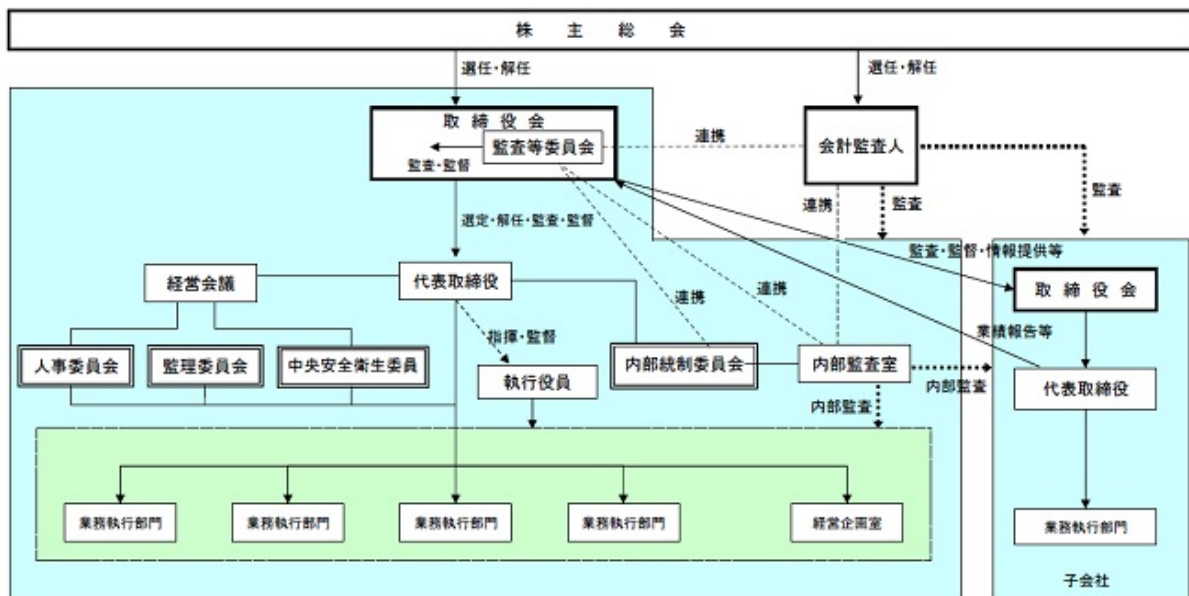 株主総会
選任・解任
選任・解任
取締役会
監査等委員会
監査・監督
連携
会計監査人
連携
監査
監査
選定・解任・監査・監督
監査・監督・情報提供等
経営会議
代表取締役
連携
連携
取締役会
指揮・監督
業績報告等
人事委員会
監理委員会
中央安全衛生委員
執行役員
内部統制委員会
内部監査室
内部監査
代表取締役
内部監査
業務執行部門
業務執行部門
業務執行部門
業務執行部門
経営企画室
業務執行部門
子会社